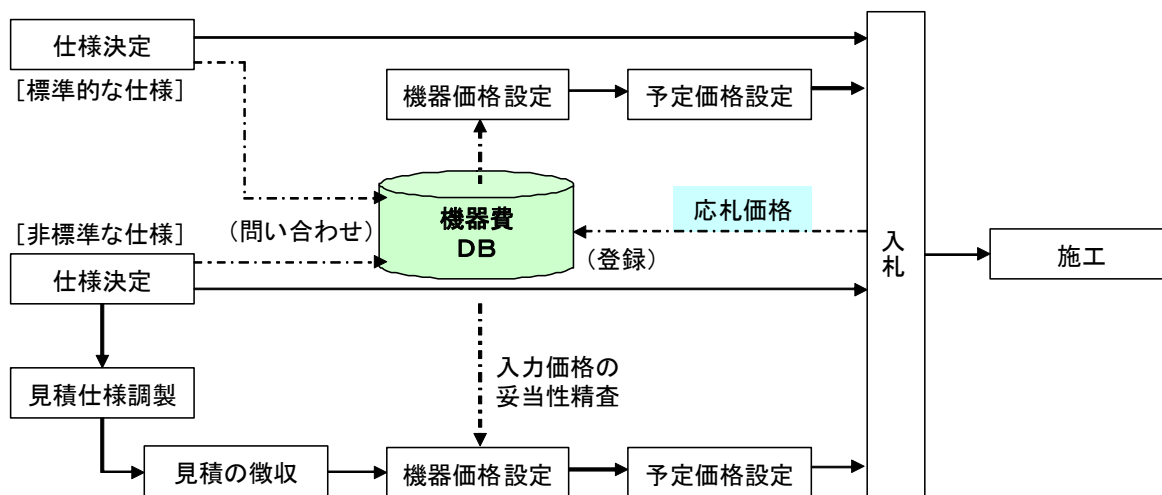 仕様決定
［標準的な仕様］
機器価格設定
予定価格設定
機器費
ＤＢ
応札価格
［非標準な仕様］
（問い合わせ）
（登録）
入札
施工
仕様決定
入力価格の
妥当性精査
見積仕様調製
見積の徴収
機器価格設定
予定価格設定